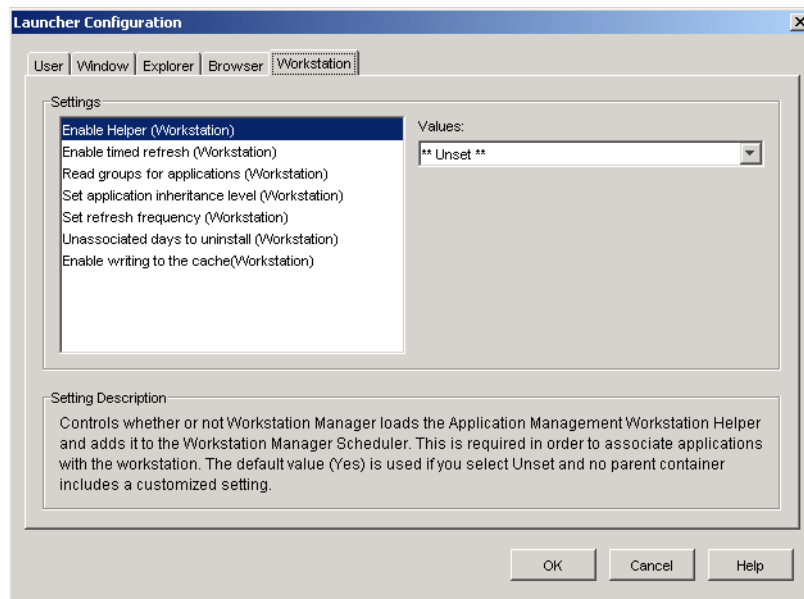 Launcher Configuration
User Window Explorer Browser Workstation
Settings
Enable Helper (Workstation)
Enable timed refresh (Workstation)
Read groups for applications (Workstation)
Set application inheritance level (Workstation)
Set refresh frequency (Workstation)
Unassociated days to uninstall (Workstation)
Enable writing to the cache(Workstation)
Values:
** Unset **
Setting Description
Controls whether or not Workstation Manager loads the Application Management Workstation Helper
and adds it to the Workstation Manager Scheduler. This is required in order to associate applications
with the workstation. The default value (Yes) is used if you select Unset and no parent container
includes a customized setting.
OK Cancel Help